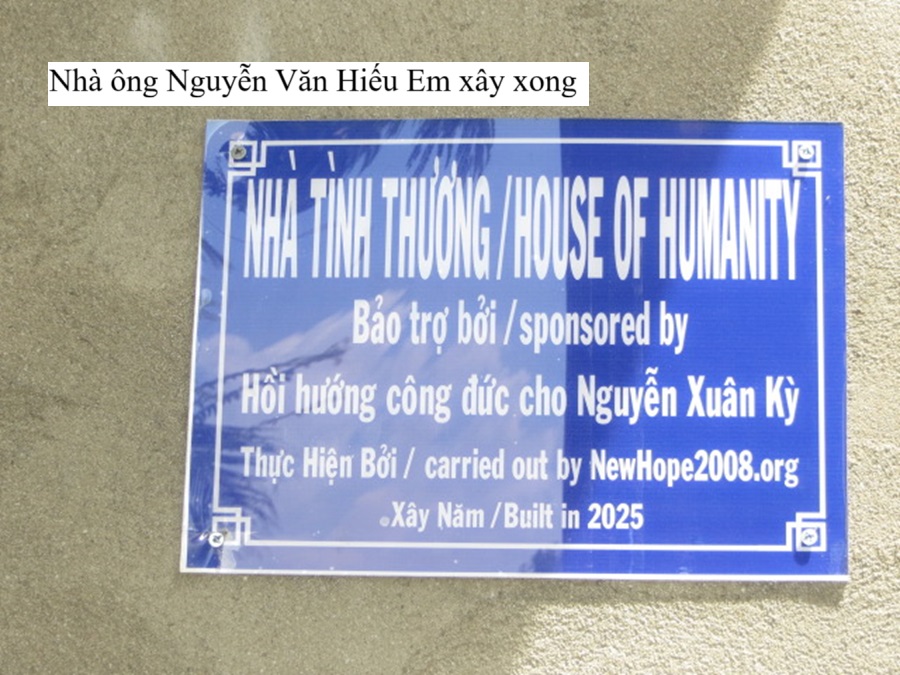 Nhà ông Nguyễn Văn Hiếu Em xây xong
NHÀ TÌNH THƯƠNG / HOUSE OF HUMANITY
Bảo trợ bởi / sponsored by
Hồi hướng công đức cho Nguyễn Xuân Kỳ
Thực Hiện Bởi / carried out by NewHope2008.org
Xây Năm / Built in 2025